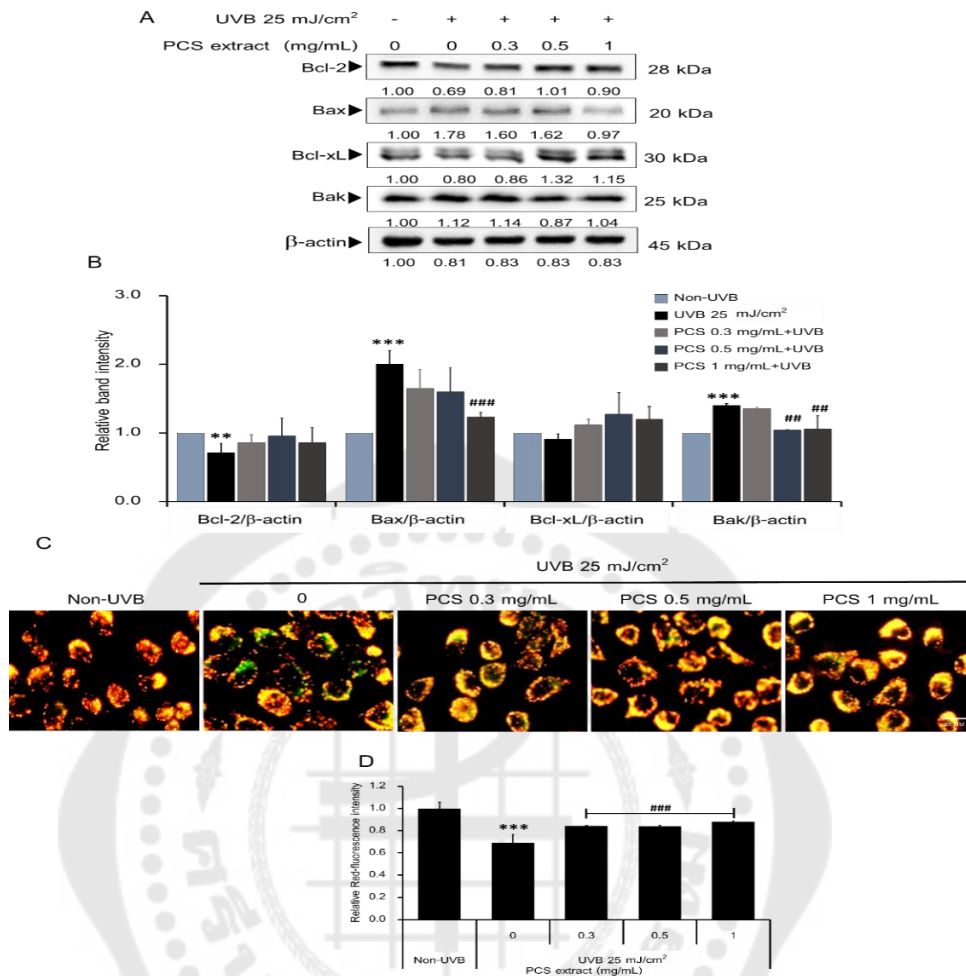 A
UVB 25 mJ/cm² - + + + +
PCS extract (mg/mL) 0 0 0.3 0.5 1
Bcl-2 28 kDa
1.00 0.69 0.81 1.01 0.90
Bax 20 kDa
1.00 1.78 1.60 1.62 0.97
Bcl-xL 30 kDa
1.00 0.80 0.86 1.32 1.15
Bak 25 kDa
1.00 1.12 1.14 0.87 1.04
β-actin 45 kDa
1.00 0.81 0.83 0.83 0.83
B
Relative band intensity
3.0
2.0
1.0
0.0
Non-UVB
UVB 25 mJ/cm²
PCS 0.3 mg/mL+UVB
PCS 0.5 mg/mL+UVB
PCS 1 mg/mL+UVB
** *** ### *** ## ##
Bcl-2/β-actin Bax/β-actin Bcl-xL/β-actin Bak/β-actin
C
UVB 25 mJ/cm²
Non-UVB 0 PCS 0.3 mg/mL PCS 0.5 mg/mL PCS 1 mg/mL
D
Relative Red-fluorescence intensity
1.2
1.0
0.8
0.6
0.4
0.2
0.0
*** ###
0 0.3 0.5 1
Non-UVB UVB 25 mJ/cm²
PCS extract (mg/mL)